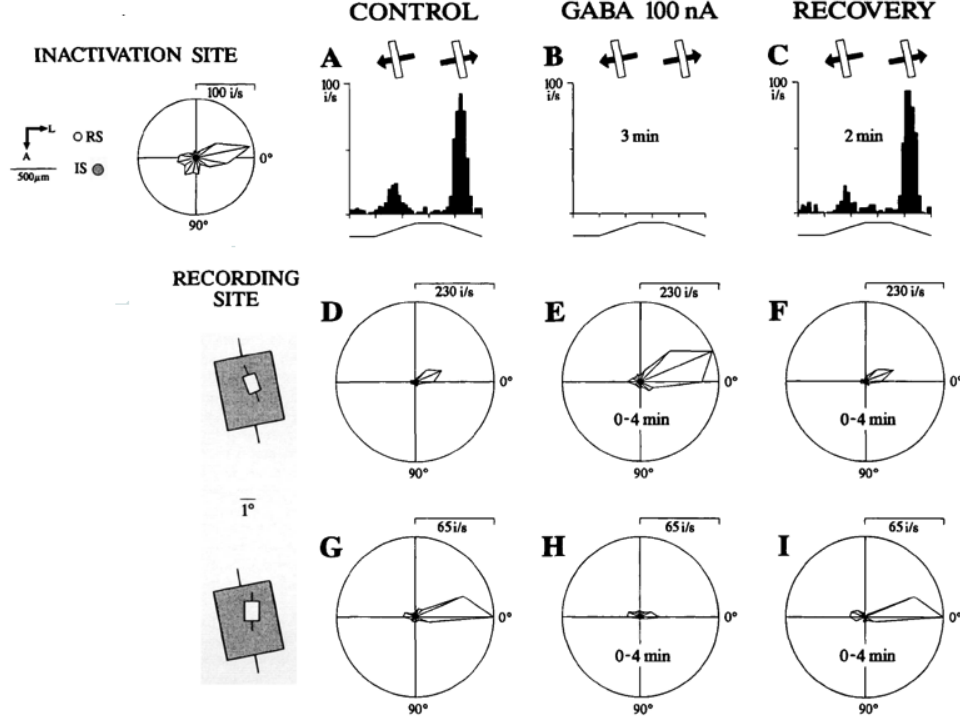 CONTROL
GABA 100 nA
RECOVERY
INACTIVATION SITE
A
B
C
100 i/s
L
A
500μm
RS
IS
0°
90°
100
i/s
100
i/s
3 min
100
i/s
2 min
RECORDING
SITE
D
230 i/s
0°
90°
E
230 i/s
0°
0-4 min
90°
F
230 i/s
0°
0-4 min
90°
1°
G
65 i/s
0°
90°
H
65 i/s
0°
0-4 min
90°
I
65 i/s
0°
0-4 min
90°